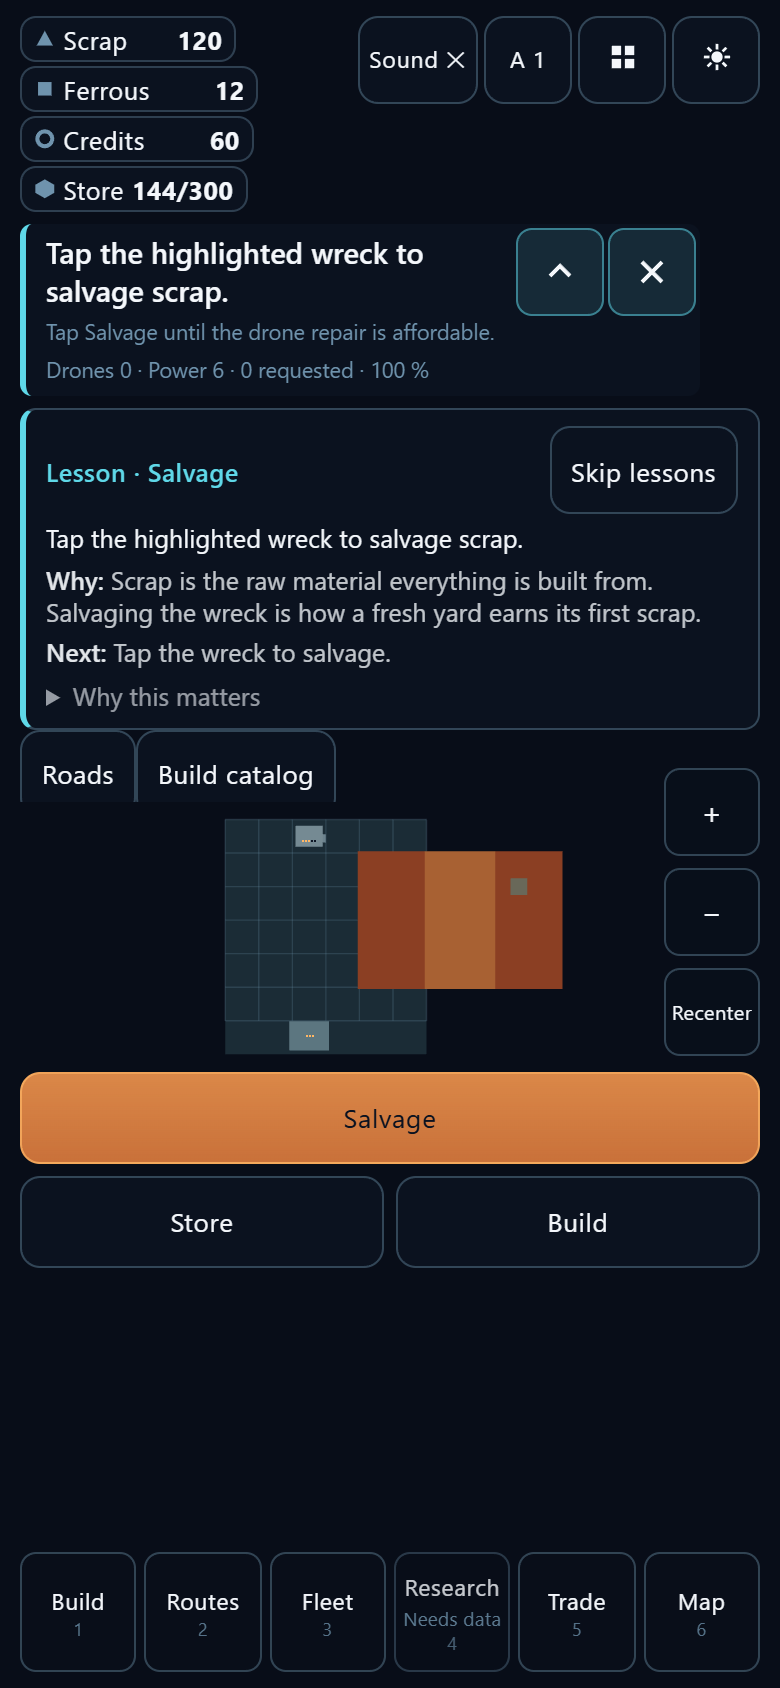 Scrap 120
Ferrous 12
Credits 60
Store 144/300
Sound
A 1
Tap the highlighted wreck to
salvage scrap.
Tap Salvage until the drone repair is affordable.
Drones 0 · Power 6 · 0 requested · 100 %
Lesson · Salvage
Skip lessons
Tap the highlighted wreck to salvage scrap.
Why: Scrap is the raw material everything is built from.
Salvaging the wreck is how a fresh yard earns its first scrap.
Next: Tap the wreck to salvage.
Why this matters
Roads
Build catalog
+
−
Recenter
Salvage
Store
Build
Build
1
Routes
2
Fleet
3
Research
Needs data
4
Trade
5
Map
6